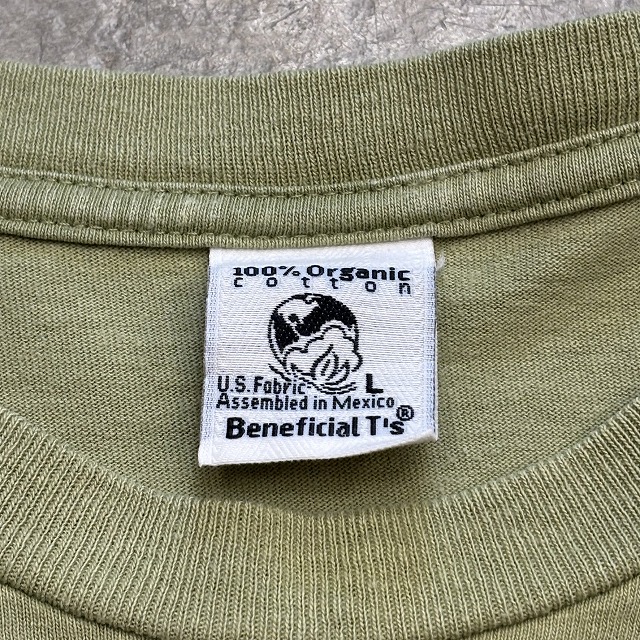 100% Organic
cotton
L
U.S. Fabric
Assembled in Mexico
Beneficial T's®